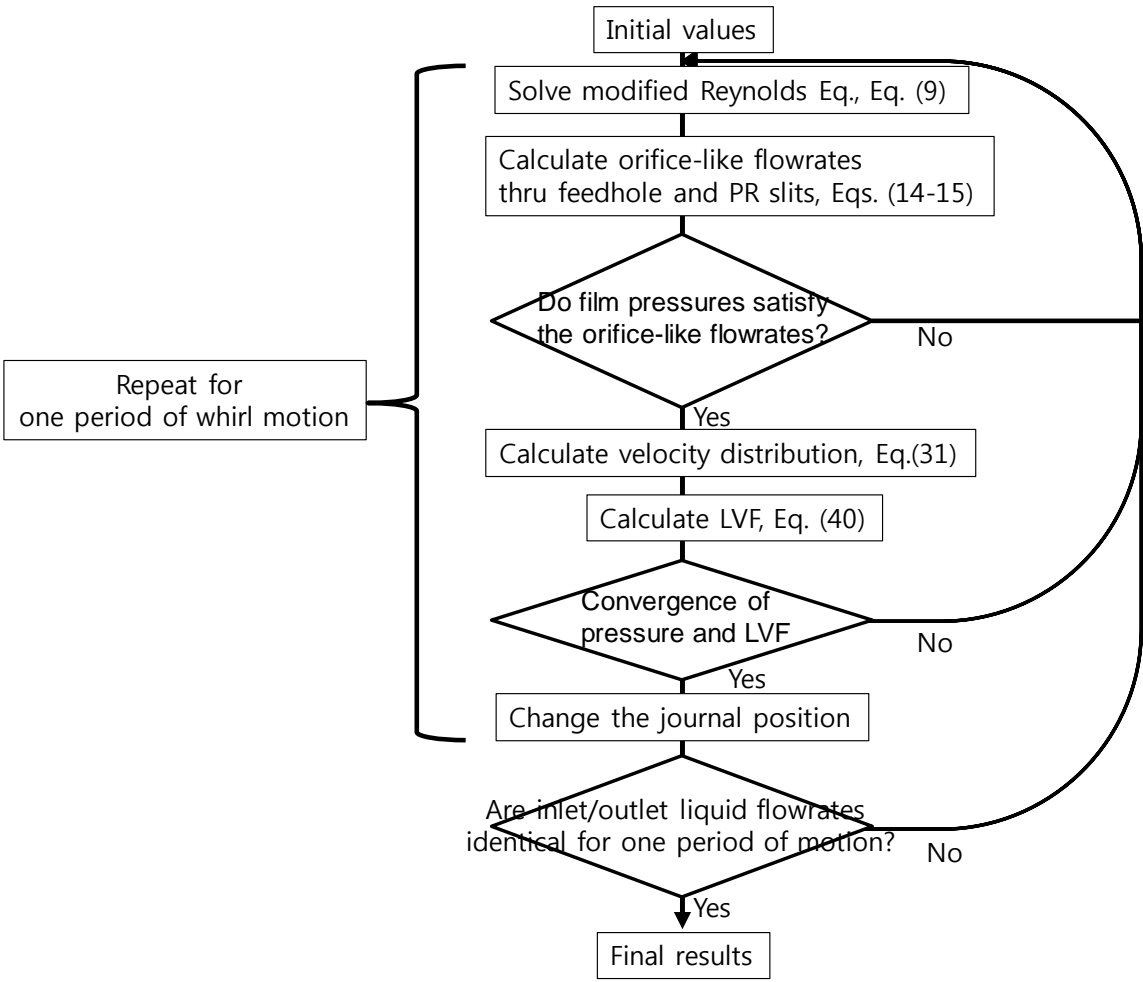 Initial values
Solve modified Reynolds Eq., Eq. (9)
Calculate orifice-like flowrates
thru feedhole and PR slits, Eqs. (14-15)
Do film pressures satisfy
the orifice-like flowrates?
No
Repeat for
one period of whirl motion
Yes
Calculate velocity distribution, Eq.(31)
Calculate LVF, Eq. (40)
Convergence of
pressure and LVF
No
Yes
Change the journal position
Are inlet/outlet liquid flowrates
identical for one period of motion?
No
Yes
Final results